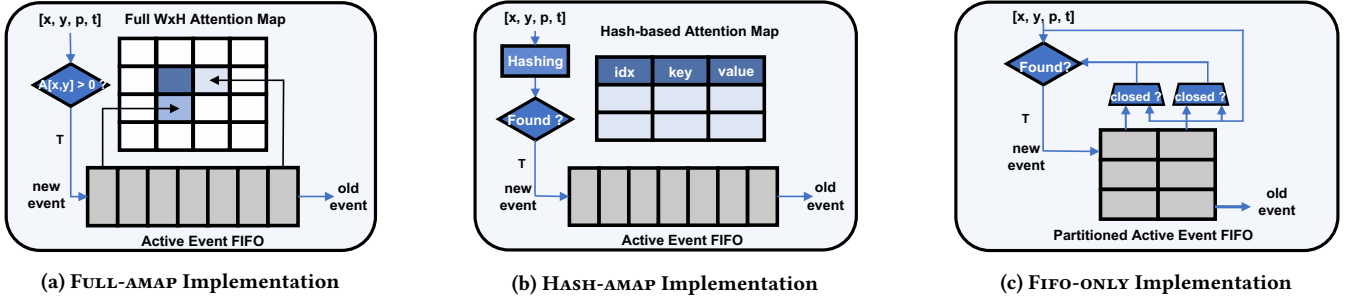 [x, y, p, t]
Full WxH Attention Map
A[x,y] > 0 ?
T
new
event
old
event
Active Event FIFO
(a) FULL-AMAP Implementation
[x, y, p, t]
Hash-based Attention Map
Hashing
idx key value
Found ?
T
new
event
old
event
Active Event FIFO
(b) HASH-AMAP Implementation
[x, y, p, t]
Found?
closed ? closed ?
T
new
event
old
event
Partitioned Active Event FIFO
(c) FIFO-ONLY Implementation